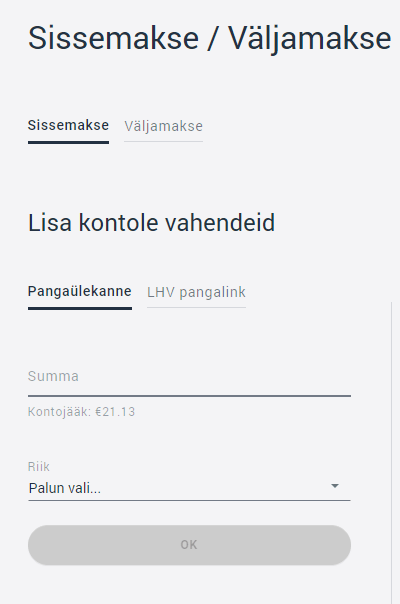 Sissemakse / Väljamakse
Sissemakse Väljamakse
Lisa kontole vahendeid
Pangaülekanne LHV pangalink
Summa
Kontojääk: €21.13
Riik
Palun vali...
OK